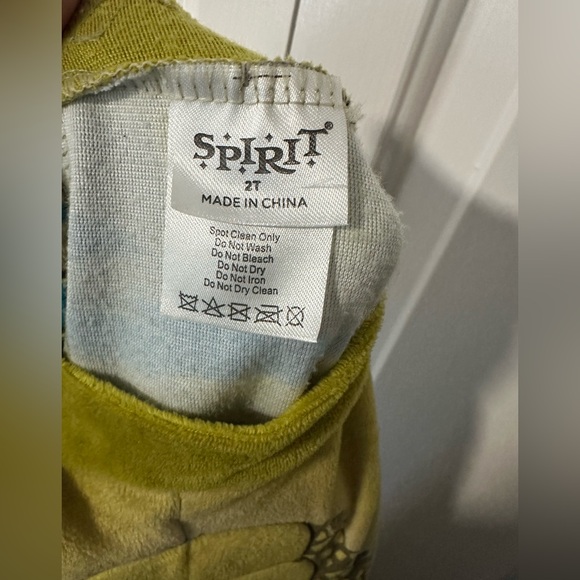 SPIRIT®
2T
MADE IN CHINA
Spot Clean Only
Do Not Wash
Do Not Bleach
Do Not Dry
Do Not Iron
Do Not Dry Clean